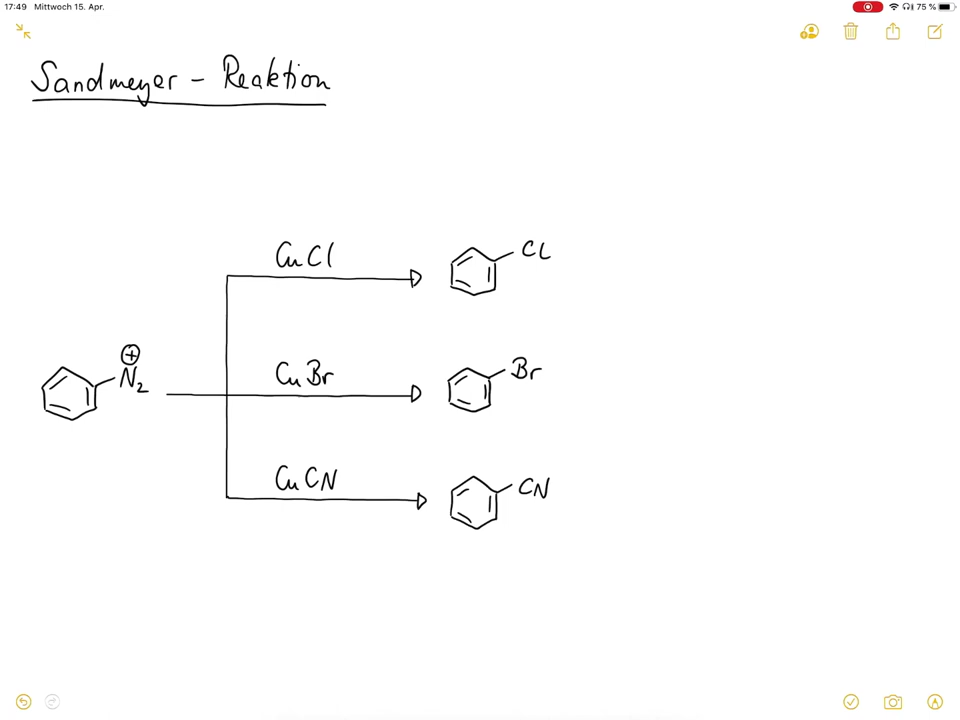 17:49 Mittwoch 15. Apr.
75 %
Sandmeyer - Reaktion
CuCl
Cl
CuBr
Br
⊕
N₂
CuCN
CN